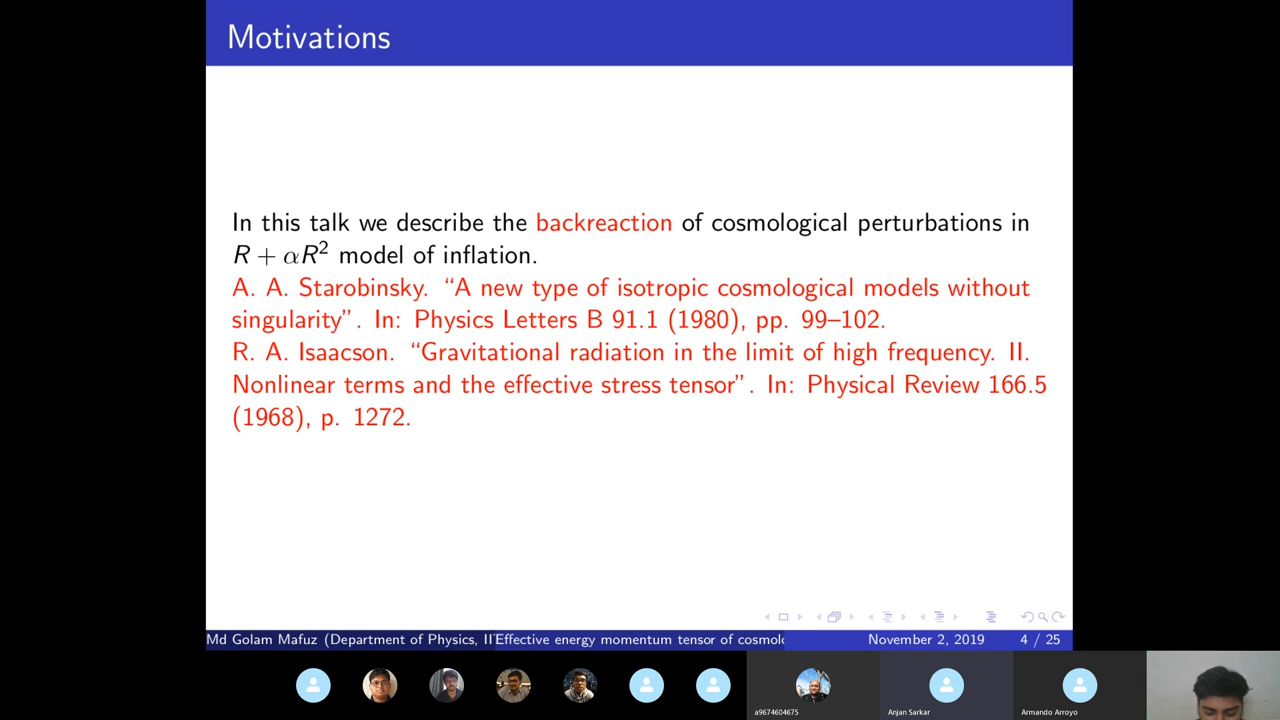 Motivations
In this talk we describe the backreaction of cosmological perturbations in
R + αR² model of inflation.
A. A. Starobinsky. “A new type of isotropic cosmological models without
singularity”. In: Physics Letters B 91.1 (1980), pp. 99–102.
R. A. Isaacson. “Gravitational radiation in the limit of high frequency. II.
Nonlinear terms and the effective stress tensor”. In: Physical Review 166.5
(1968), p. 1272.
Md Golam Mafuz (Department of Physics, II Effective energy momentum tensor of cosmolo November 2, 2019 4 / 25
a9674604675 Anjan Sarkar Armando Arroyo